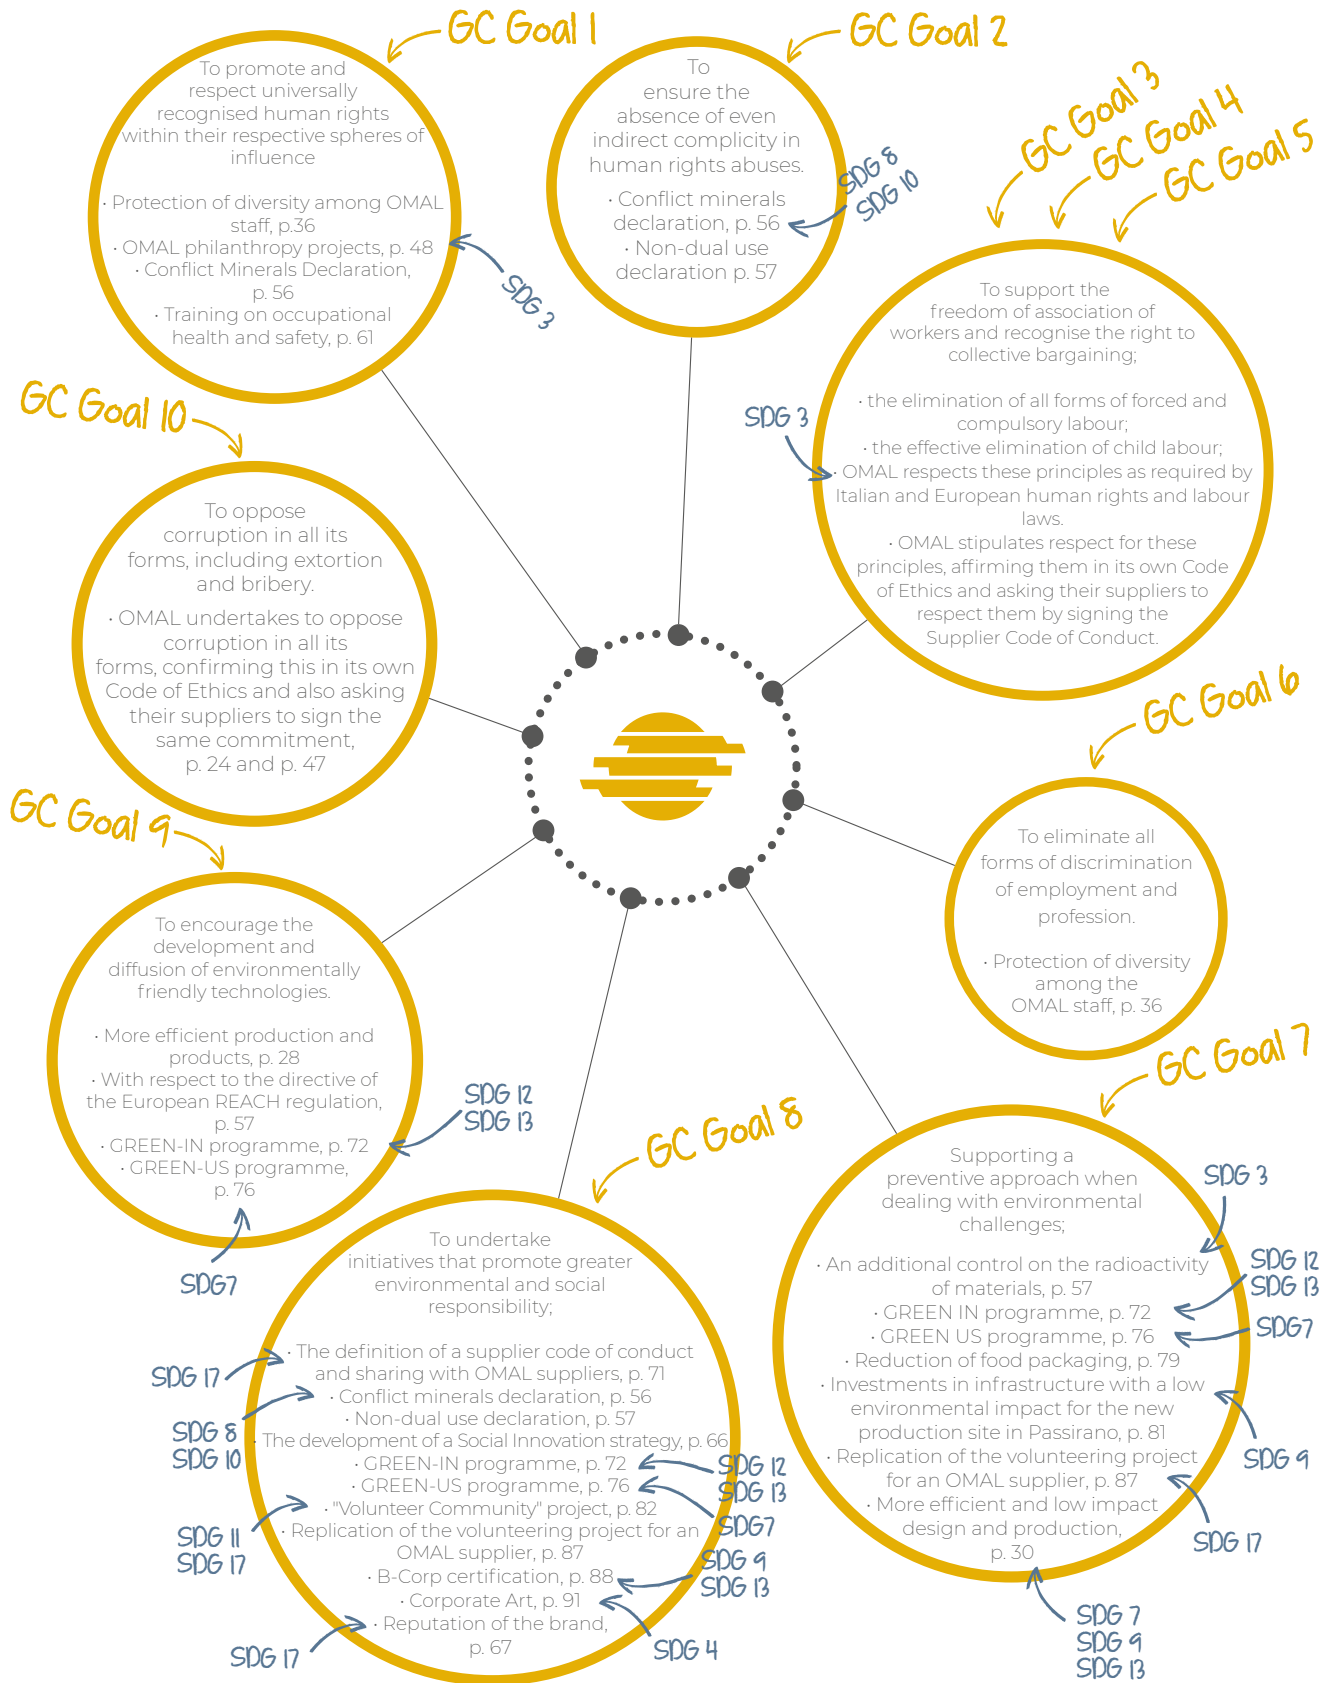 GC Goal 1
To promote and
respect universally
recognised human rights
within their respective spheres of
influence
· Protection of diversity among OMAL
staff, p.36
· OMAL philanthropy projects, p. 48
· Conflict Minerals Declaration,
p. 56
· Training on occupational
health and safety, p. 61
SDG 3
GC Goal 2
To
ensure the
absence of even
indirect complicity in
human rights abuses.
· Conflict minerals
declaration, p. 56
· Non-dual use
declaration p. 57
SDG 8
SDG 10
GC Goal 3
GC Goal 4
GC Goal 5
To support the
freedom of association of
workers and recognise the right to
collective bargaining;
· the elimination of all forms of forced and
compulsory labour;
· the effective elimination of child labour;
· OMAL respects these principles as required by
Italian and European human rights and labour
laws.
· OMAL stipulates respect for these
principles, affirming them in its own Code
of Ethics and asking their suppliers to
respect them by signing the
Supplier Code of Conduct.
SDG 3
GC Goal 10
To oppose
corruption in all its
forms, including extortion
and bribery.
· OMAL undertakes to oppose
corruption in all its
forms, confirming this in its own
Code of Ethics and also asking
their suppliers to sign the
same commitment,
p. 24 and p. 47
GC Goal 6
To eliminate all
forms of discrimination
of employment and
profession.
· Protection of diversity
among the
OMAL staff, p. 36
GC Goal 9
To encourage the
development and
diffusion of environmentally
friendly technologies.
· More efficient production and
products, p. 28
· With respect to the directive of
the European REACH regulation,
p. 57
· GREEN-IN programme, p. 72
· GREEN-US programme,
p. 76
SDG 12
SDG 13
SDG7
GC Goal 8
To undertake
initiatives that promote greater
environmental and social
responsibility;
· The definition of a supplier code of conduct
and sharing with OMAL suppliers, p. 71
· Conflict minerals declaration, p. 56
· Non-dual use declaration, p. 57
· The development of a Social Innovation strategy, p. 66
· GREEN-IN programme, p. 72
· GREEN-US programme, p. 76
· "Volunteer Community" project, p. 82
· Replication of the volunteering project for an
OMAL supplier, p. 87
· B-Corp certification, p. 88
· Corporate Art, p. 91
· Reputation of the brand,
p. 67
SDG 17
SDG 8
SDG 10
SDG 11
SDG 17
SDG 17
SDG 12
SDG 13
SDG7
SDG 9
SDG 13
SDG 4
GC Goal 7
Supporting a
preventive approach when
dealing with environmental
challenges;
· An additional control on the radioactivity
of materials, p. 57
· GREEN IN programme, p. 72
· GREEN US programme, p. 76
· Reduction of food packaging, p. 79
· Investments in infrastructure with a low
environmental impact for the new
production site in Passirano, p. 81
· Replication of the volunteering project
for an OMAL supplier, p. 87
· More efficient and low impact
design and production,
p. 30
SDG 3
SDG 12
SDG 13
SDG7
SDG 9
SDG 17
SDG 7
SDG 9
SDG 13